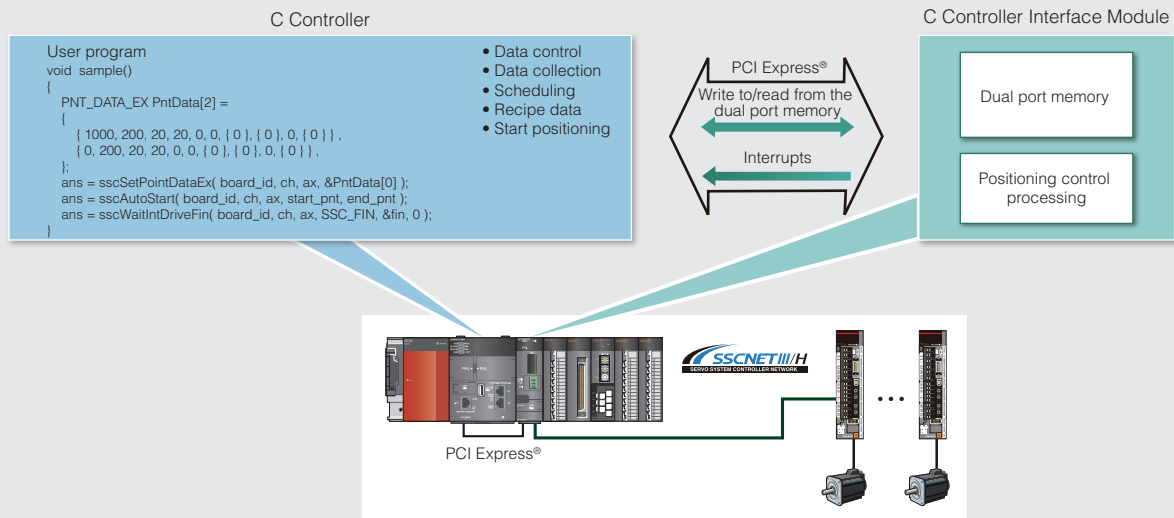 C Controller
User program
void sample()
{
PNT_DATA_EX PntData[2] =
{
{ 1000, 200, 20, 20, 0, 0, { 0 }, { 0 }, 0, { 0 } } ,
{ 0, 200, 20, 20, 0, 0, { 0 }, { 0 }, 0, { 0 } } ,
};
ans = sscSetPointDataEx( board_id, ch, ax, &PntData[0] );
ans = sscAutoStart( board_id, ch, ax, start_pnt, end_pnt );
ans = sscWaitIntDriveFin( board_id, ch, ax, SSC_FIN, &fin, 0 );
}
• Data control
• Data collection
• Scheduling
• Recipe data
• Start positioning
PCI Express®
Write to/read from the
dual port memory
Interrupts
C Controller Interface Module
Dual port memory
Positioning control
processing
SSCNETIII/H
SERVO SYSTEM CONTROLLER NETWORK
PCI Express®